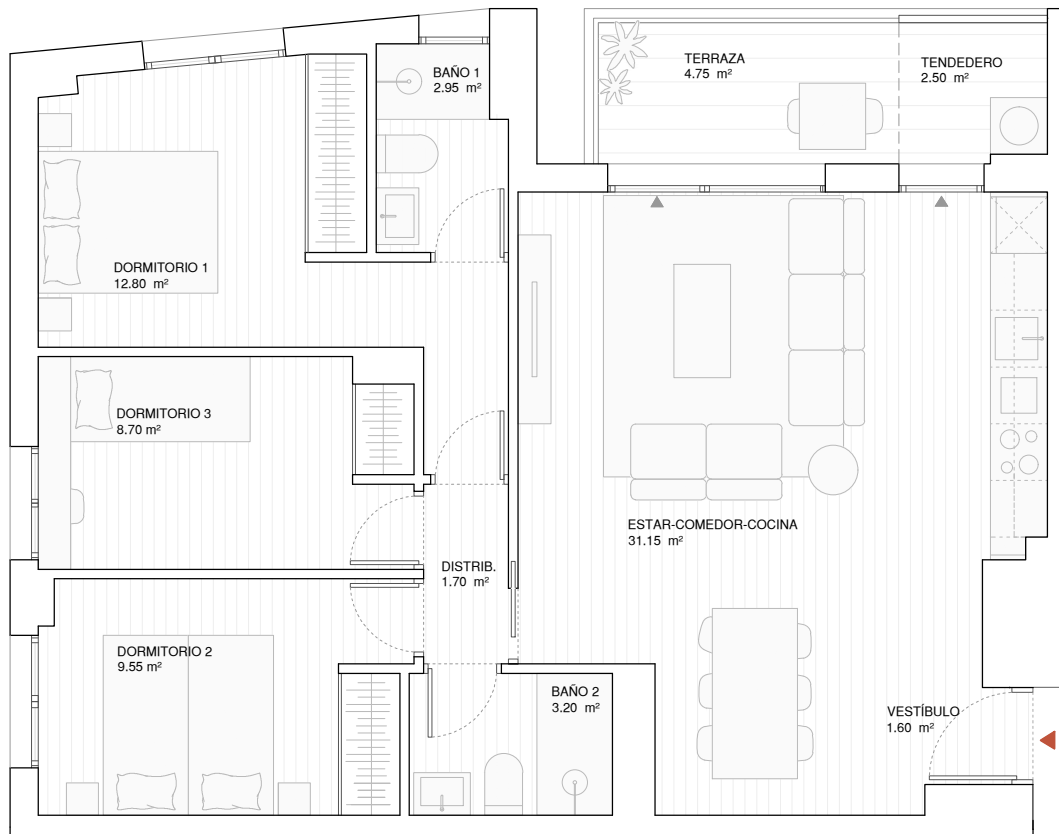 BAÑO 1
2.95 m²
TERRAZA
4.75 m²
TENDEDERO
2.50 m²
DORMITORIO 1
12.80 m²
DORMITORIO 3
8.70 m²
ESTAR-COMEDOR-COCINA
31.15 m²
DISTRIB.
1.70 m²
DORMITORIO 2
9.55 m²
BAÑO 2
3.20 m²
VESTÍBULO
1.60 m²